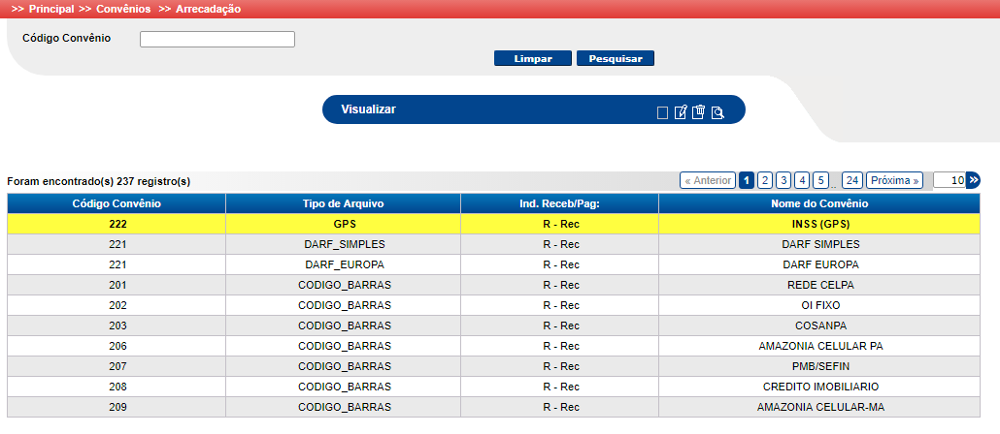 >> Principal >> Convênios >> Arrecadação
Código Convênio
Limpar Pesquisar
Visualizar
Foram encontrado(s) 237 registro(s) « Anterior 1 2 3 4 5 .. 24 Próxima » 10 »
Código Convênio Tipo de Arquivo Ind. Receb/Pag: Nome do Convênio
222 GPS R - Rec INSS (GPS)
221 DARF_SIMPLES R - Rec DARF SIMPLES
221 DARF_EUROPA R - Rec DARF EUROPA
201 CODIGO_BARRAS R - Rec REDE CELPA
202 CODIGO_BARRAS R - Rec OI FIXO
203 CODIGO_BARRAS R - Rec COSANPA
206 CODIGO_BARRAS R - Rec AMAZONIA CELULAR PA
207 CODIGO_BARRAS R - Rec PMB/SEFIN
208 CODIGO_BARRAS R - Rec CREDITO IMOBILIARIO
209 CODIGO_BARRAS R - Rec AMAZONIA CELULAR-MA